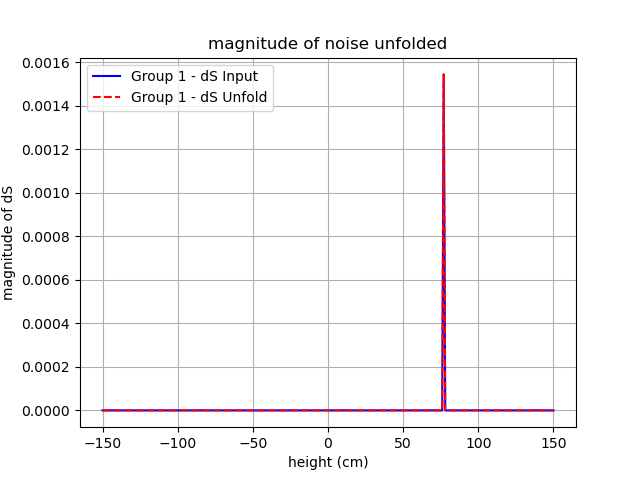 magnitude of noise unfolded
Group 1 - dS Input
Group 1 - dS Unfold
magnitude of dS
0.0016
0.0014
0.0012
0.0010
0.0008
0.0006
0.0004
0.0002
0.0000
−150 −100 −50 0 50 100 150
height (cm)